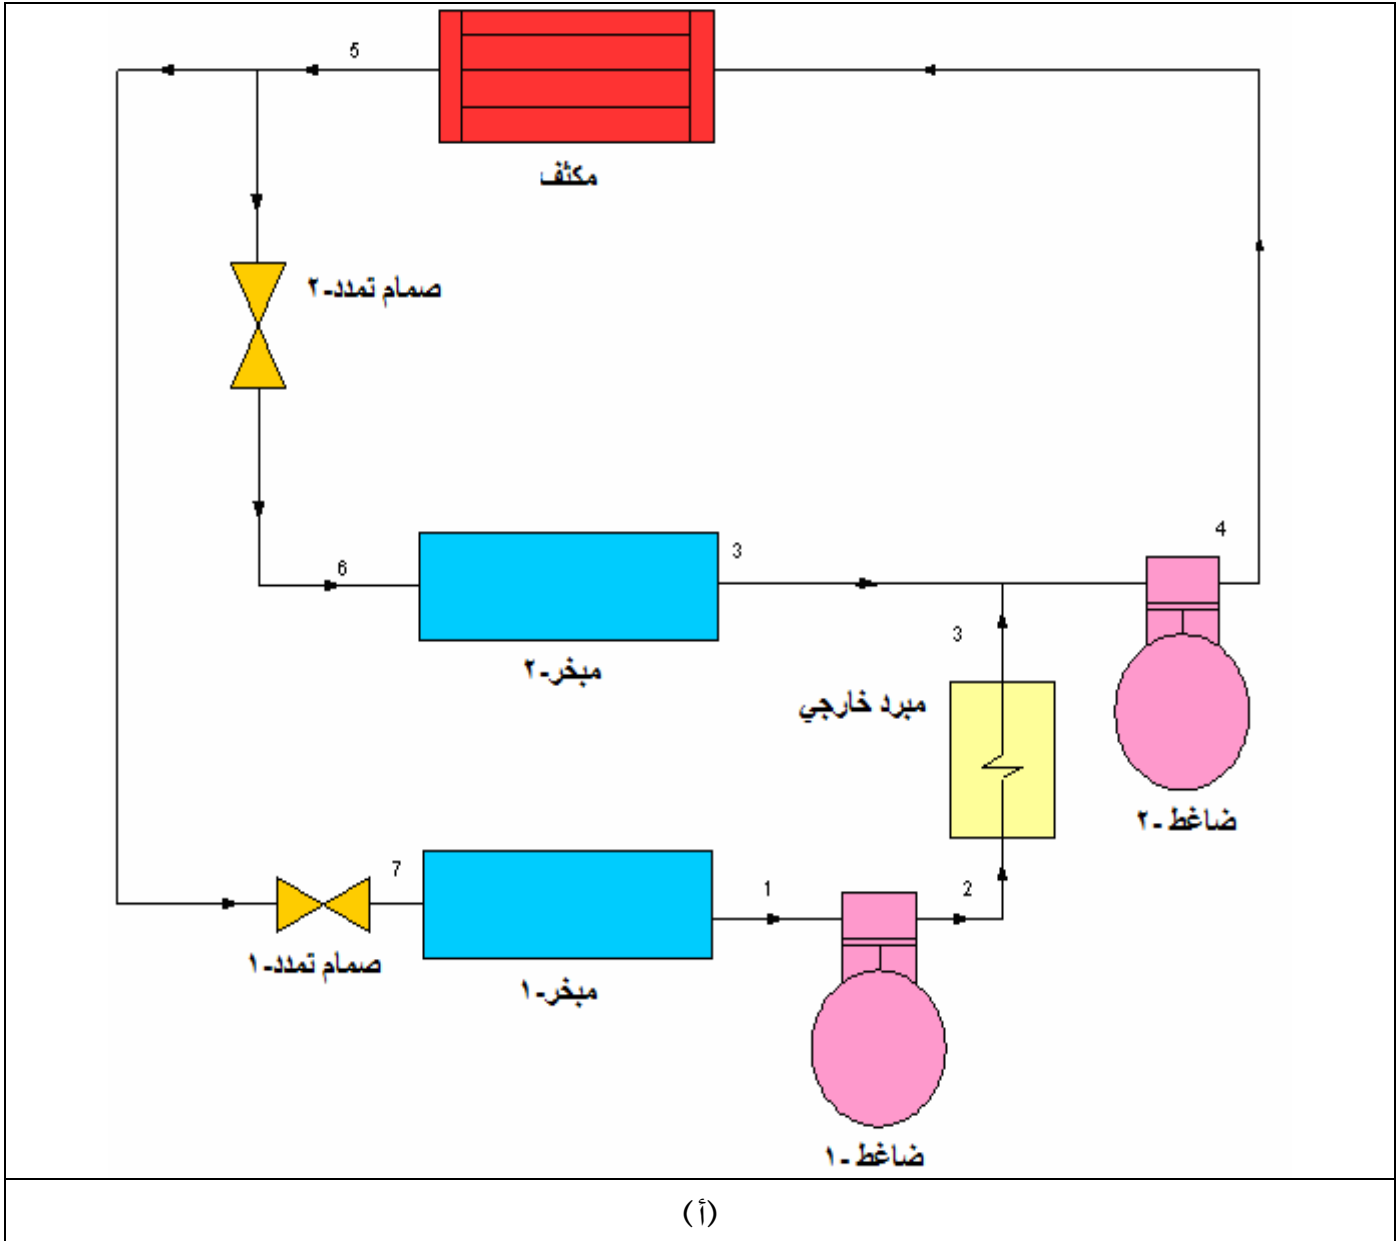 5
مكثف
صمام تمدد-٢
4
3
6
3
مبخر-٢
مبرد خارجي
ضاغط -٢
7
1
2
صمام تمدد-١
مبخر-١
ضاغط -١
(أ)